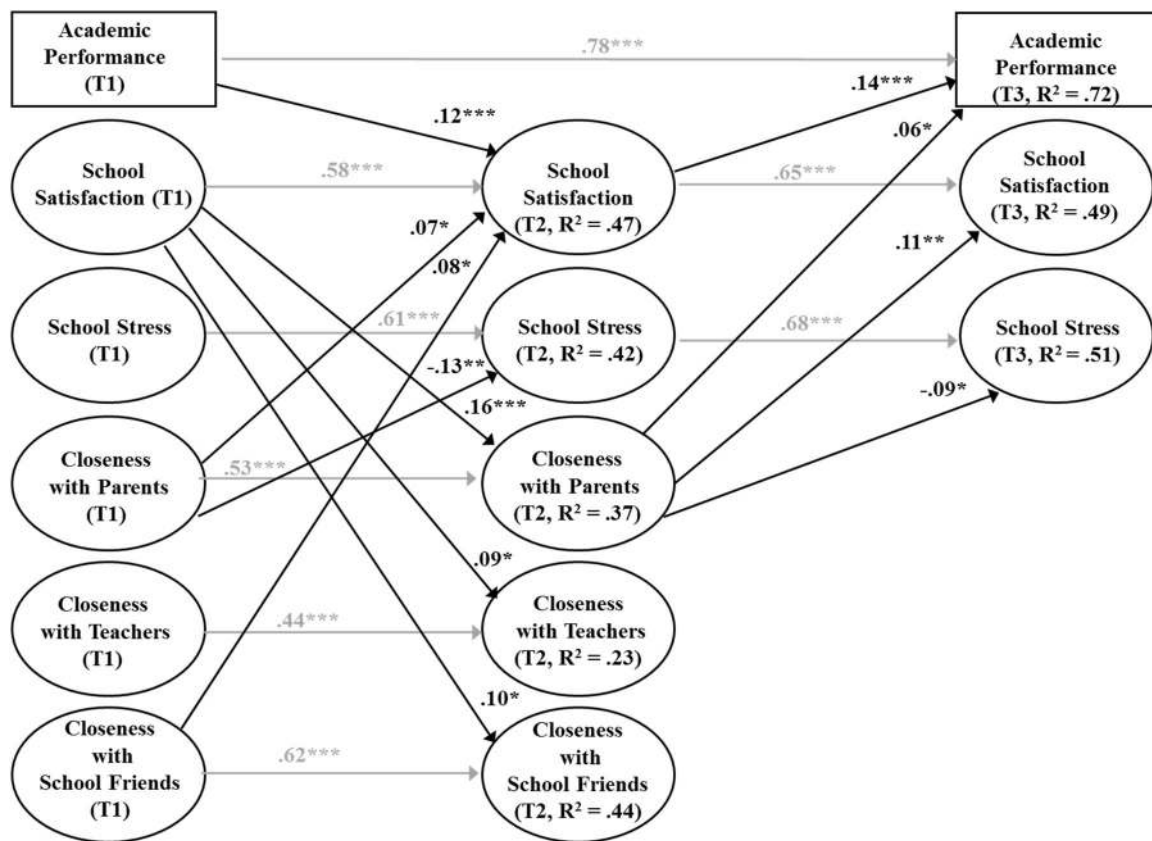 Academic
Performance
(T1)
.78***
Academic
Performance
(T3, R² = .72)
.12***
.14***
.06*
School
Satisfaction (T1)
.58***
School
Satisfaction
(T2, R² = .47)
.65***
School
Satisfaction
(T3, R² = .49)
.07*
.08*
.11**
School Stress
(T1)
.61***
School Stress
(T2, R² = .42)
.68***
School Stress
(T3, R² = .51)
-.13**
.16***
-.09*
Closeness
with Parents
(T1)
.53***
Closeness
with Parents
(T2, R² = .37)
.09*
Closeness
with Teachers
(T1)
.44***
Closeness
with Teachers
(T2, R² = .23)
.10*
Closeness
with
School Friends
(T1)
.62***
Closeness
with
School Friends
(T2, R² = .44)